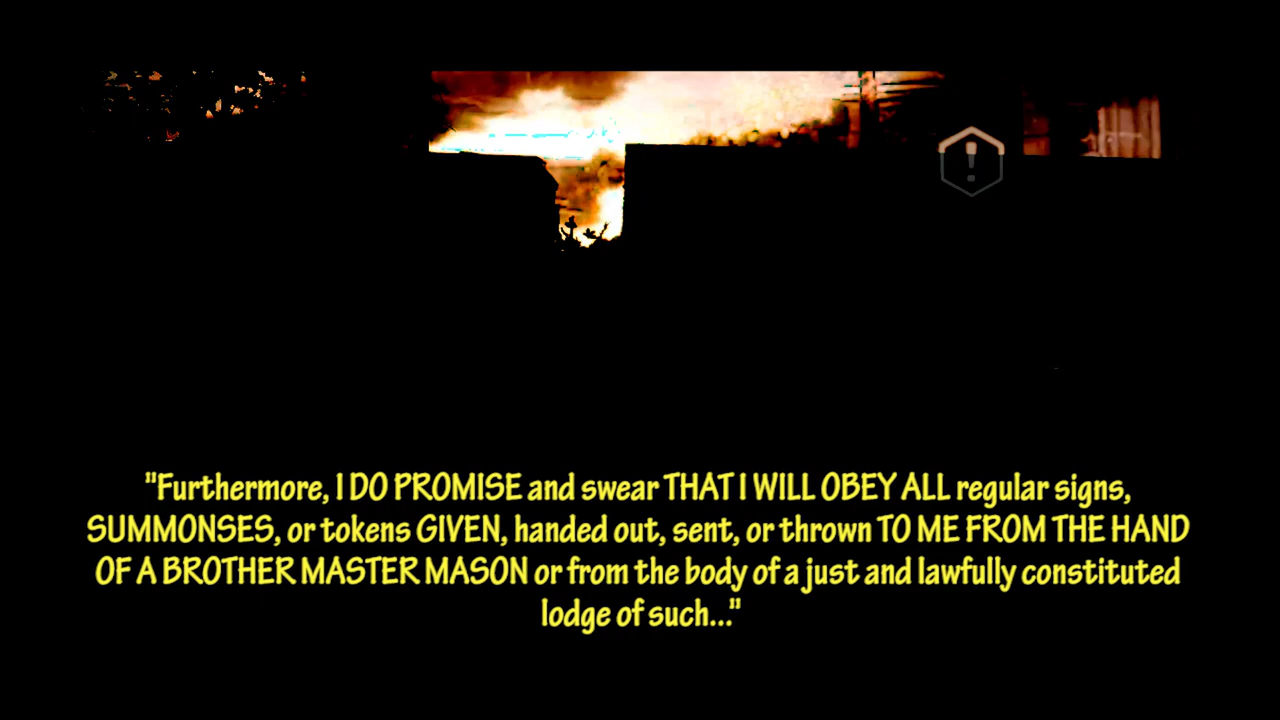 "Furthermore, I DO PROMISE and swear THAT I WILL OBEY ALL regular signs,
SUMMONSES, or tokens GIVEN, handed out, sent, or thrown TO ME FROM THE HAND
OF A BROTHER MASTER MASON or from the body of a just and lawfully constituted
lodge of such..."